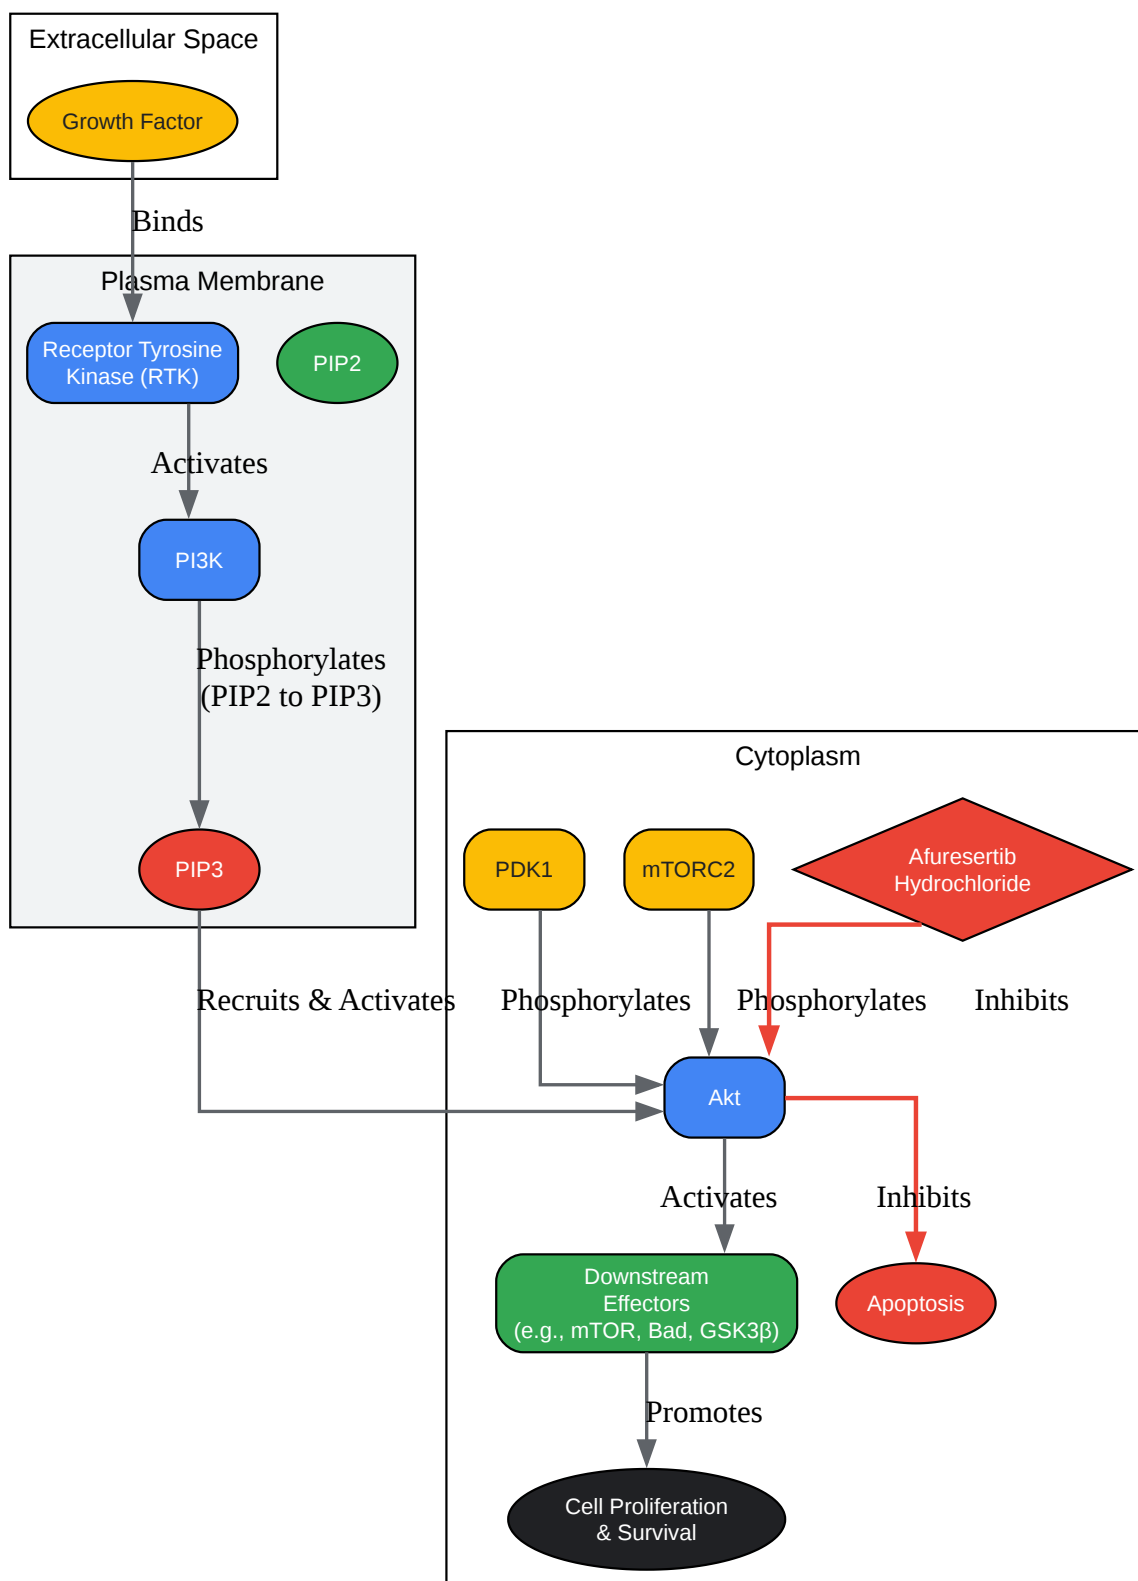 Extracellular Space
Growth Factor
Binds
Plasma Membrane
Receptor Tyrosine
Kinase (RTK)
PIP2
Activates
PI3K
Phosphorylates
(PIP2 to PIP3)
PIP3
Cytoplasm
PDK1
mTORC2
Afuresertib
Hydrochloride
Recruits & Activates
Phosphorylates
Phosphorylates
Inhibits
Akt
Activates
Inhibits
Downstream
Effectors
(e.g., mTOR, Bad, GSK3β)
Apoptosis
Promotes
Cell Proliferation
& Survival